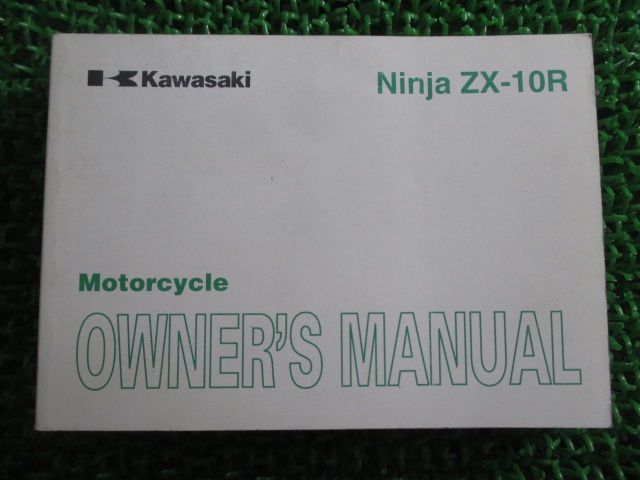 Kawasaki
Ninja ZX-10R
Motorcycle
OWNER'S MANUAL